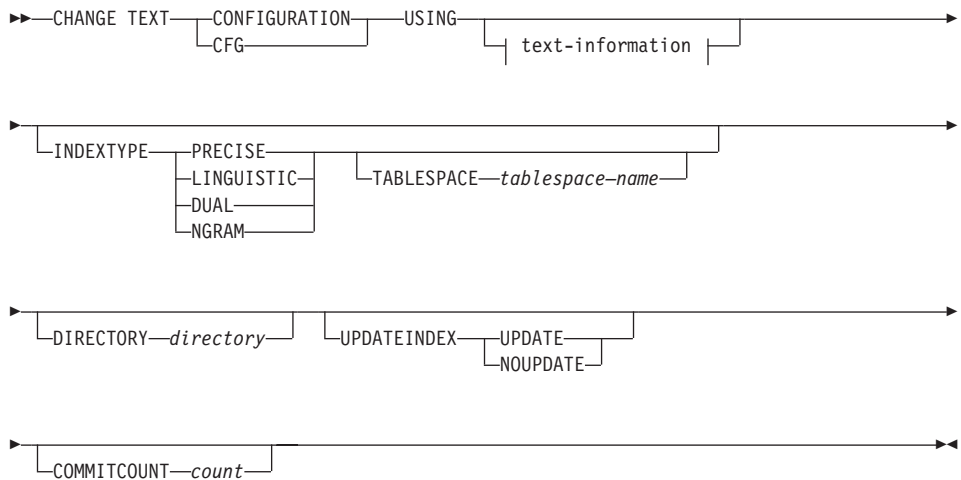 CHANGE TEXT CONFIGURATION USING
CFG text-information
INDEXTYPE PRECISE
LINGUISTIC TABLESPACE tablespace–name
DUAL
NGRAM
DIRECTORY directory UPDATEINDEX UPDATE
NOUPDATE
COMMITCOUNT count